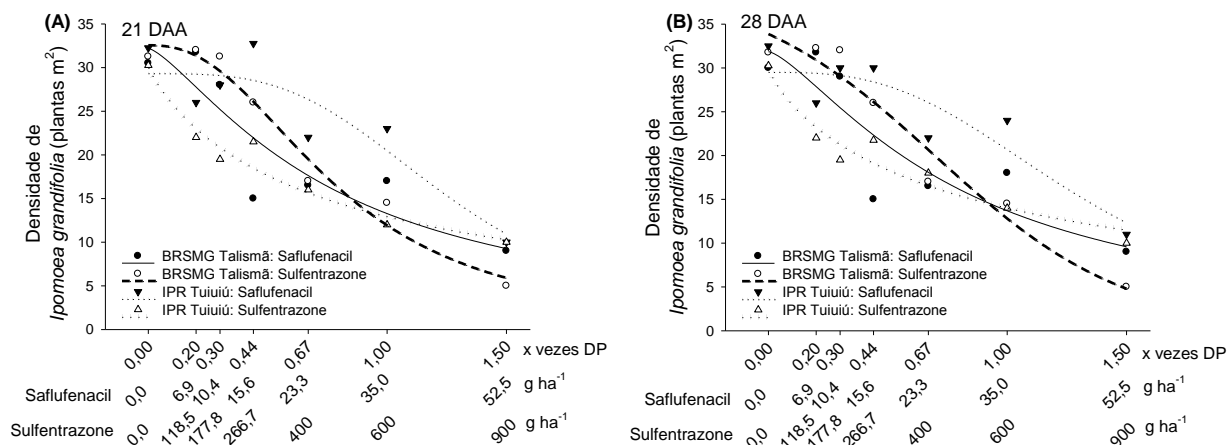 (A)
21 DAA
Densidade de
Ipomoea grandifolia (plantas m²)
35
30
25
20
15
10
5
0
BRSMG Talismã: Saflufenacil
BRSMG Talismã: Sulfentrazone
IPR Tuiuiú: Saflufenacil
IPR Tuiuiú: Sulfentrazone
0,00 0,20 0,30 0,44 0,67 1,00 1,50 x vezes DP
Saflufenacil 0,0 6,9 10,4 15,6 23,3 35,0 52,5 g ha⁻¹
Sulfentrazone 0,0 118,5 177,8 266,7 400 600 900 g ha⁻¹
(B)
28 DAA
Densidade de
Ipomoea grandifolia (plantas m²)
35
30
25
20
15
10
5
0
BRSMG Talismã: Saflufenacil
BRSMG Talismã: Sulfentrazone
IPR Tuiuiú: Saflufenacil
IPR Tuiuiú: Sulfentrazone
0,00 0,20 0,30 0,44 0,67 1,00 1,50 x vezes DP
Saflufenacil 0,0 6,9 10,4 15,6 23,3 35,0 52,5 g ha⁻¹
Sulfentrazone 0,0 118,5 177,8 266,7 400 600 900 g ha⁻¹